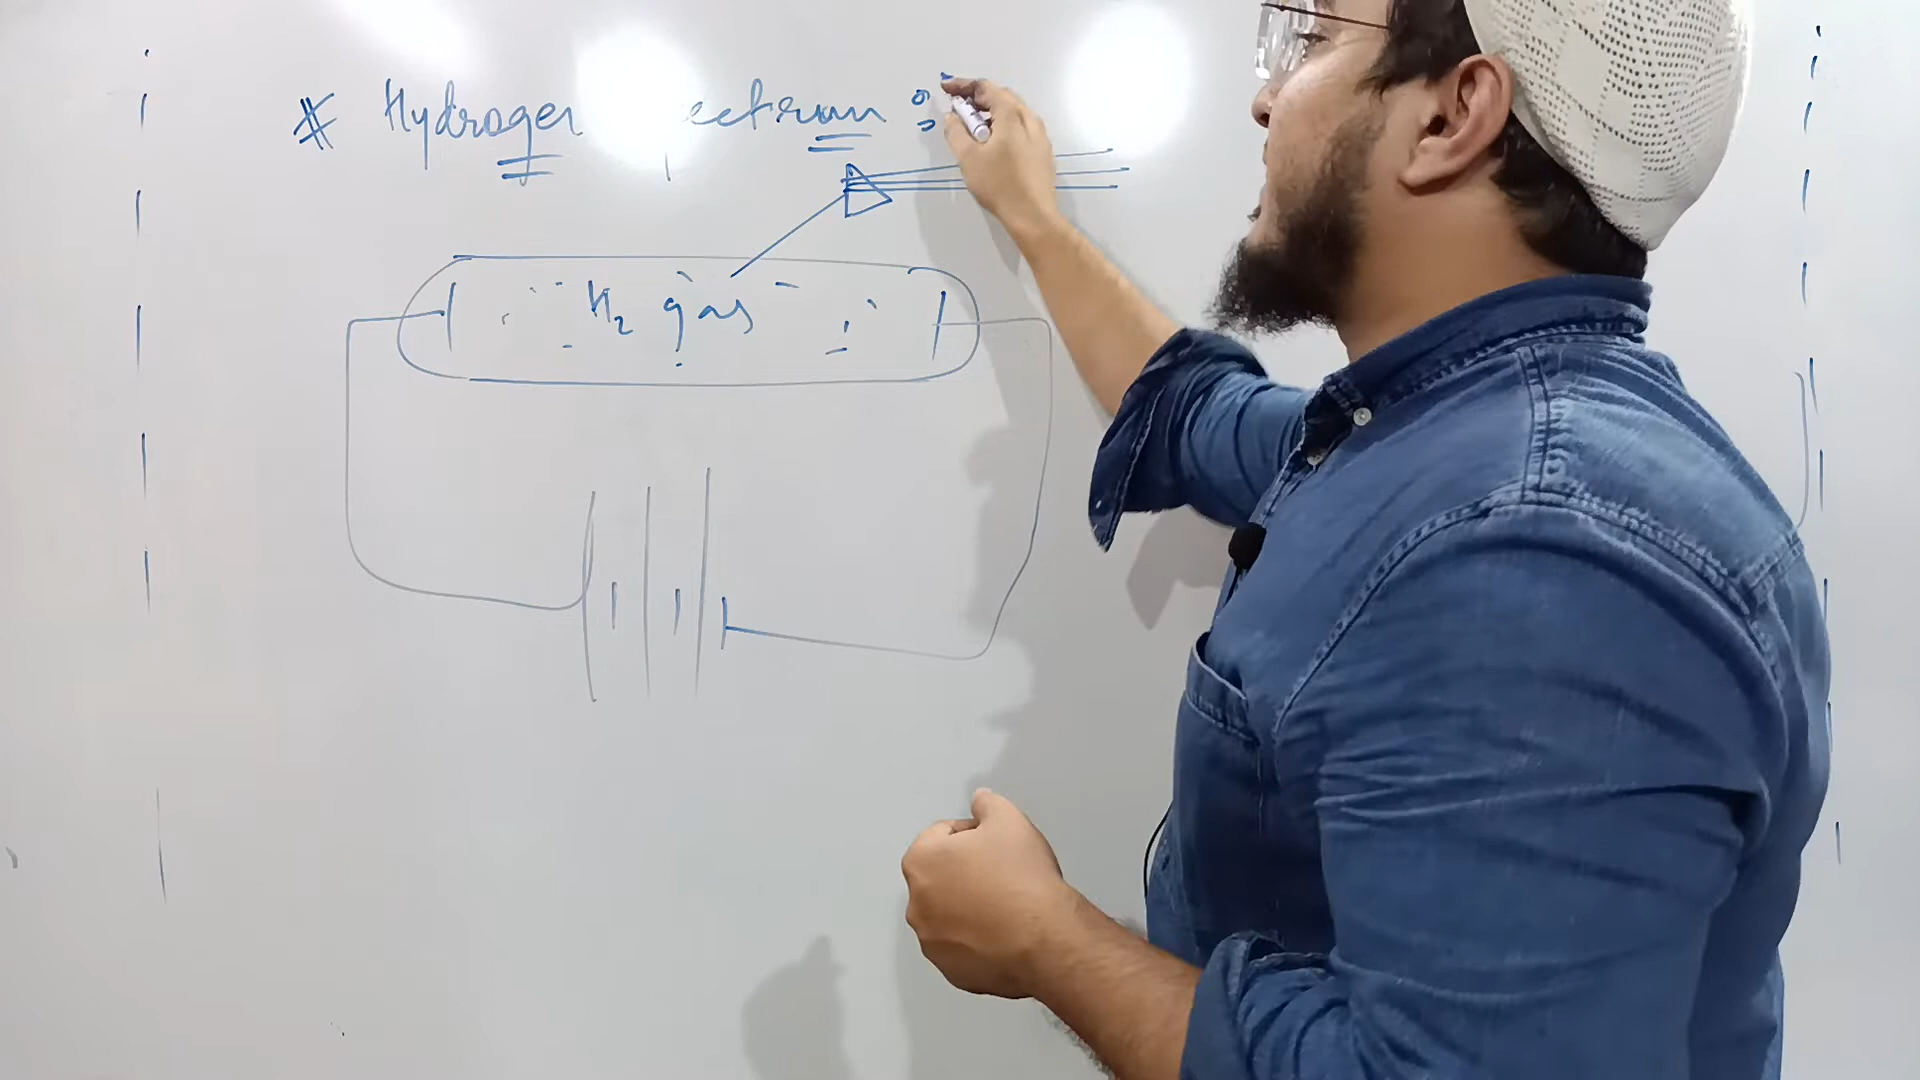 * Hydrogen Spectrum :
H₂ gas